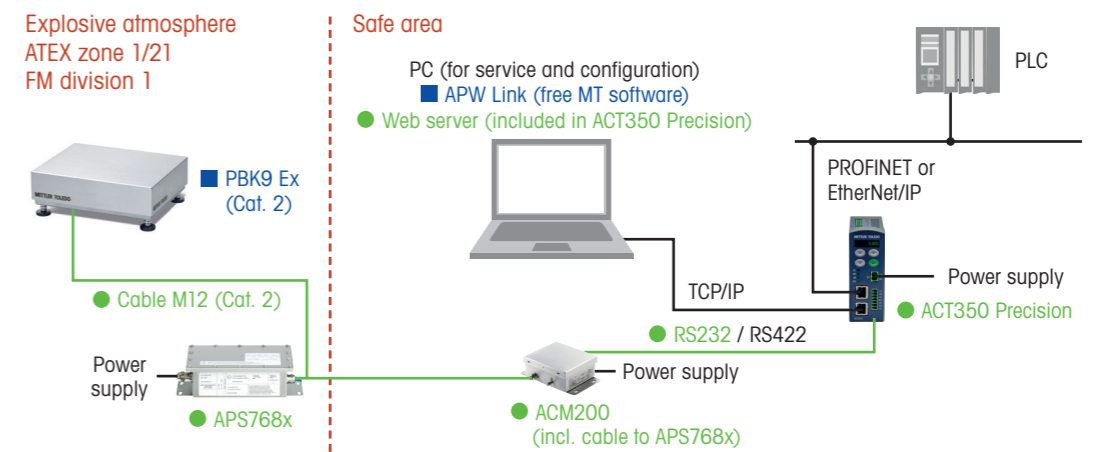 Explosive atmosphere
ATEX zone 1/21
FM division 1
Safe area
PC (for service and configuration)
APW Link (free MT software)
Web server (included in ACT350 Precision)
PLC
PBK9 Ex
(Cat. 2)
METTLER TOLEDO
PROFINET or
EtherNet/IP
METTLER TOLEDO
Power supply
ACT350 Precision
Cable M12 (Cat. 2)
TCP/IP
RS232 / RS422
Power
supply
APS768x
Power supply
ACM200
(incl. cable to APS768x)